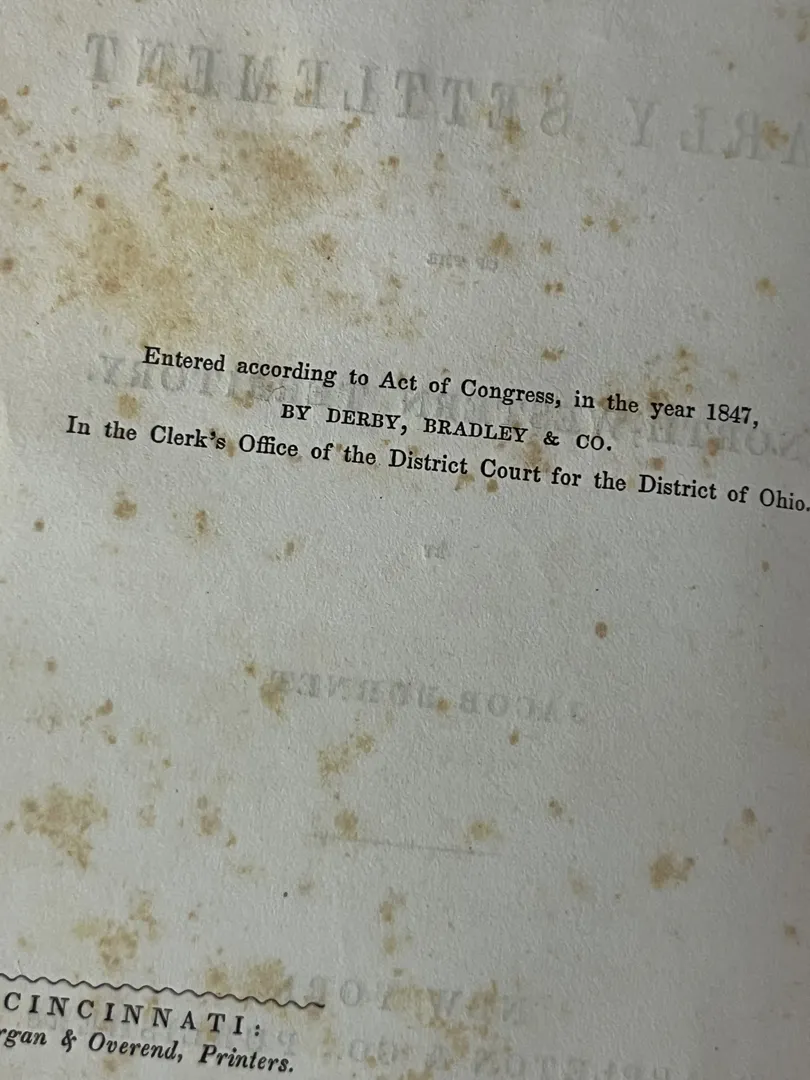 Entered according to Act of Congress, in the year 1847,
BY DERBY, BRADLEY & CO.
In the Clerk's Office of the District Court for the District of Ohio.
CINCINNATI:
rgan & Overend, Printers.